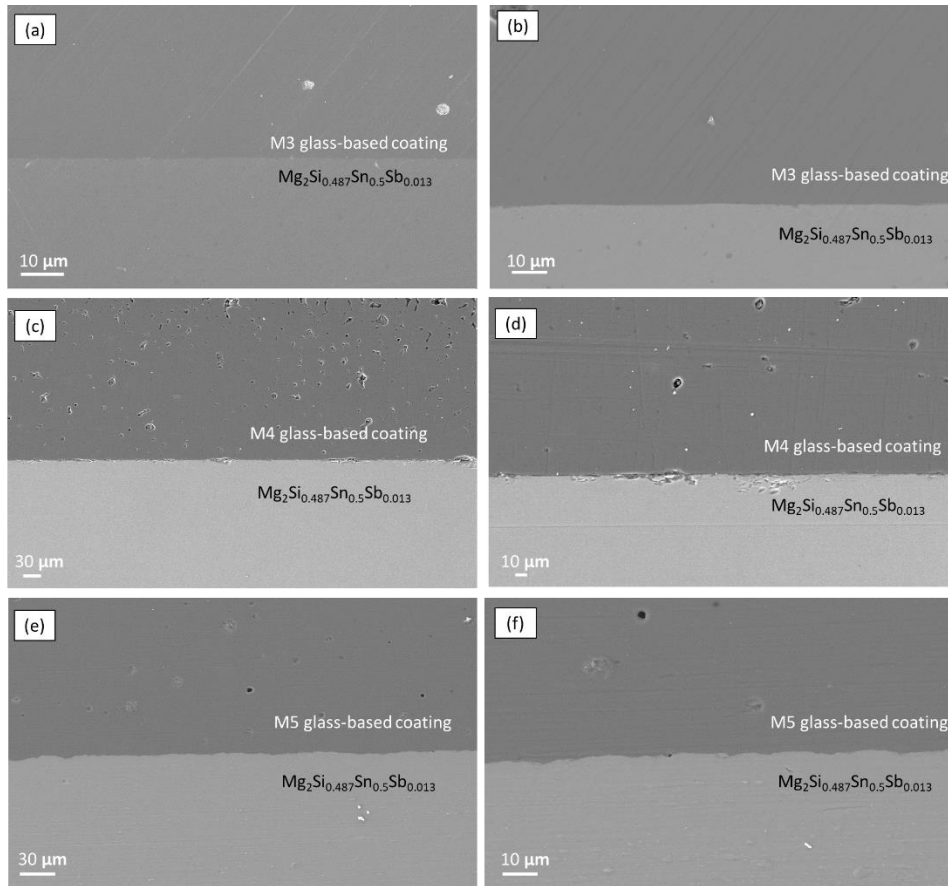 (a)
M3 glass-based coating
Mg₂Si₀.₄₈₇Sn₀.₅Sb₀.₀₁₃
10 μm
(b)
M3 glass-based coating
Mg₂Si₀.₄₈₇Sn₀.₅Sb₀.₀₁₃
10 μm
(c)
M4 glass-based coating
Mg₂Si₀.₄₈₇Sn₀.₅Sb₀.₀₁₃
30 μm
(d)
M4 glass-based coating
Mg₂Si₀.₄₈₇Sn₀.₅Sb₀.₀₁₃
10 μm
(e)
M5 glass-based coating
Mg₂Si₀.₄₈₇Sn₀.₅Sb₀.₀₁₃
30 μm
(f)
M5 glass-based coating
Mg₂Si₀.₄₈₇Sn₀.₅Sb₀.₀₁₃
10 μm